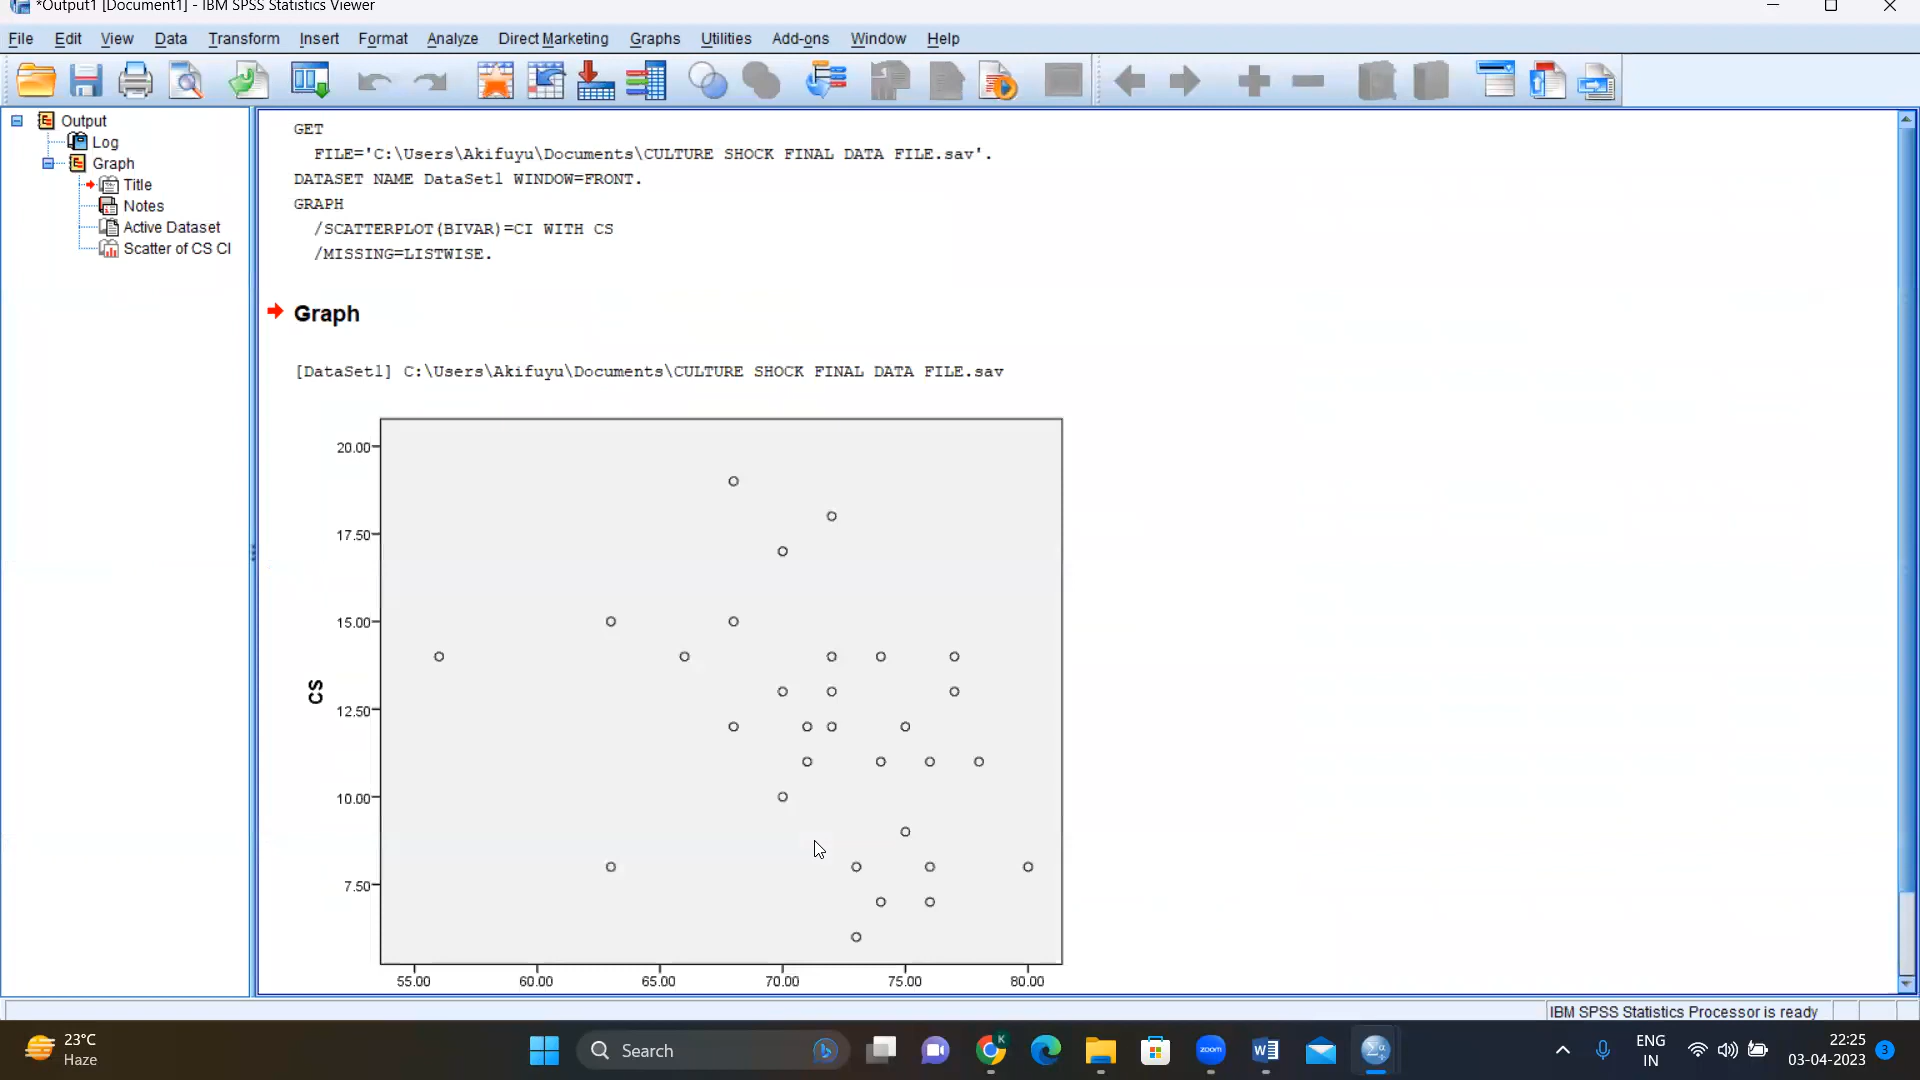 *Output1 [Document1] - IBM SPSS Statistics Viewer
File Edit View Data Transform Insert Format Analyze Direct Marketing Graphs Utilities Add-ons Window Help
Output
Log
Graph
Title
Notes
Active Dataset
Scatter of CS CI
GET
FILE='C:\Users\Akifuyu\Documents\CULTURE SHOCK FINAL DATA FILE.sav'.
DATASET NAME DataSet1 WINDOW=FRONT.
GRAPH
/SCATTERPLOT(BIVAR)=CI WITH CS
/MISSING=LISTWISE.
Graph
[DataSet1] C:\Users\Akifuyu\Documents\CULTURE SHOCK FINAL DATA FILE.sav
20.00
17.50
15.00
12.50
10.00
7.50
CS
55.00 60.00 65.00 70.00 75.00 80.00
IBM SPSS Statistics Processor is ready
23°C
Haze
Search
K
zoom
W
ENG
IN
22:25
03-04-2023
3